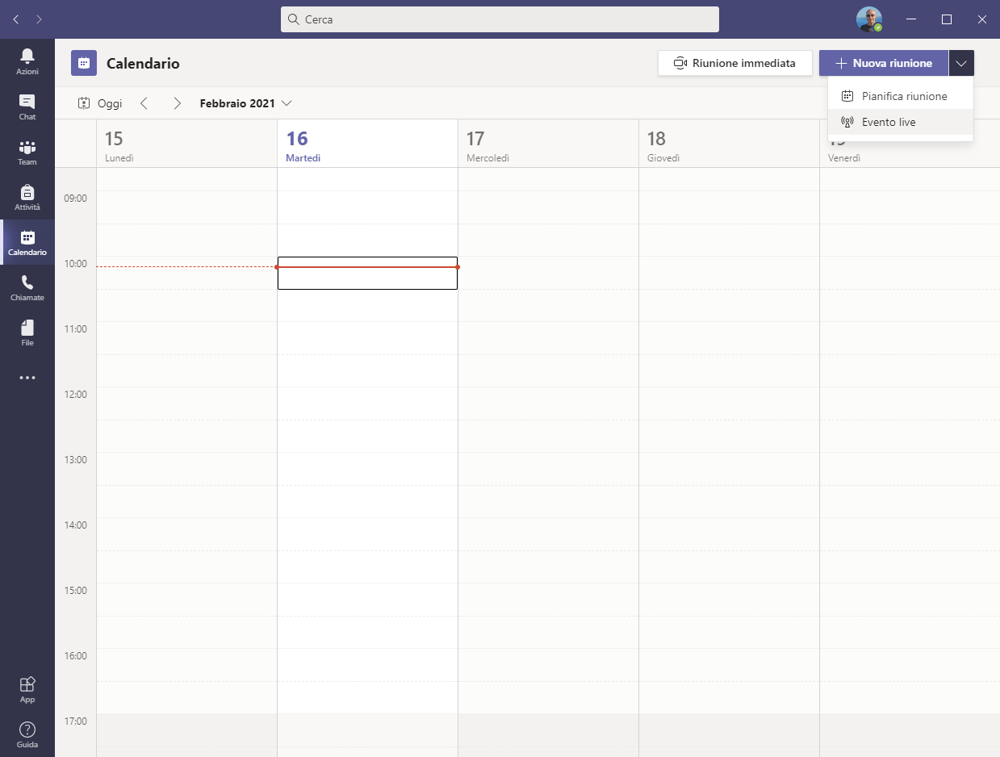 Cerca
Azioni
Chat
Team
Attività
Calendario
Chiamate
File
App
Guida
Calendario
Riunione immediata
Nuova riunione
Pianifica riunione
Evento live
Oggi
Febbraio 2021
15
Lunedì
16
Martedì
17
Mercoledì
18
Giovedì
Venerdì
09:00
10:00
11:00
12:00
13:00
14:00
15:00
16:00
17:00